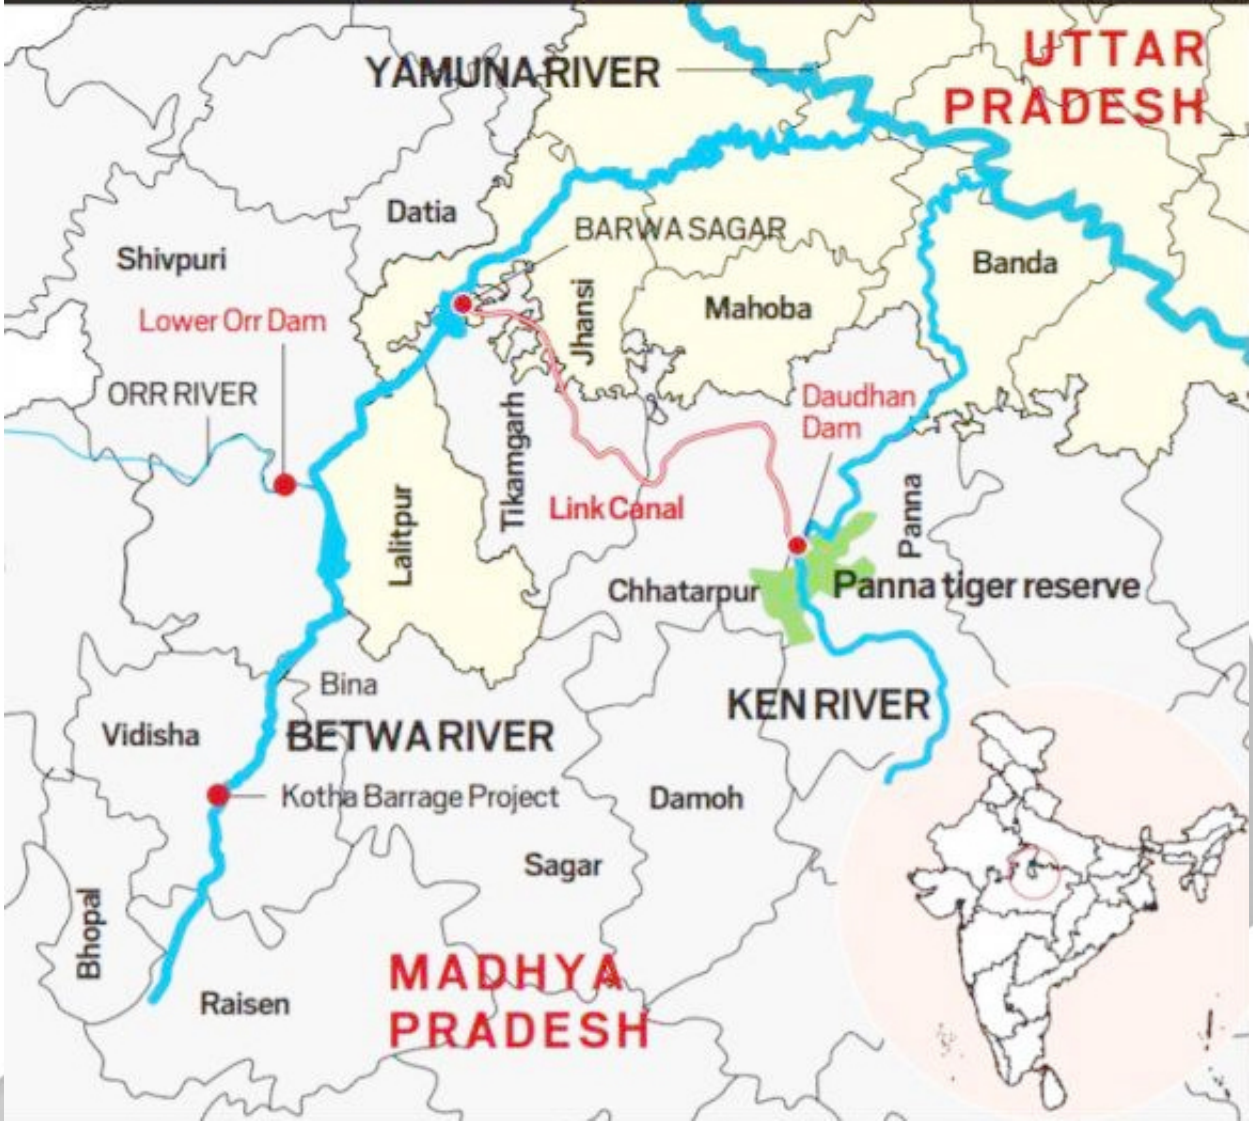 YAMUNA RIVER
UTTAR
PRADESH
Datia
BARWA SAGAR
Shivpuri
Banda
Lower Orr Dam
Jhansi
Mahoba
ORR RIVER
Daudhan
Dam
Tikamgarh
Lalitpur
Link Canal
Panna
Chhatarpur
Panna tiger reserve
Bina
KEN RIVER
Vidisha
BETWA RIVER
Kotha Barrage Project
Damoh
Sagar
Bhopal
MADHYA
PRADESH
Raisen